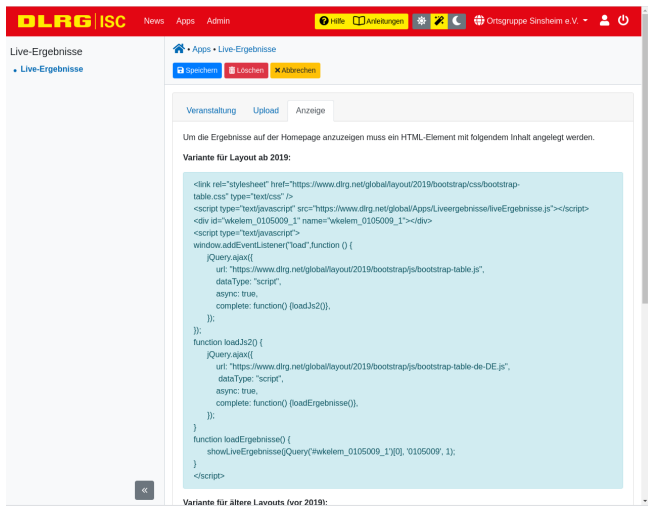 DLRG ISC News Apps Admin Hilfe Anleitungen Ortsgruppe Sinsheim e.V.
Live-Ergebnisse
• Live-Ergebnisse
• Apps • Live-Ergebnisse
Speichern Löschen Abbrechen
Veranstaltung Upload Anzeige
Um die Ergebnisse auf der Homepage anzuzeigen muss ein HTML-Element mit folgendem Inhalt angelegt werden.
Variante für Layout ab 2019:
<link rel="stylesheet" href="https://www.dlrg.net/global/layout/2019/bootstrap/css/bootstrap-
table.css" type="text/css" />
<script type="text/javascript" src="https://www.dlrg.net/global/Apps/Liveergebnisse/liveErgebnisse.js"></script>
<div id="wkelem_0105009_1" name="wkelem_0105009_1"></div>
<script type="text/javascript">
window.addEventListener("load",function () {
jQuery.ajax({
url: "https://www.dlrg.net/global/layout/2019/bootstrap/js/bootstrap-table.js",
dataType: "script",
async: true,
complete: function() {loadJs2()},
});
});
function loadJs2() {
jQuery.ajax({
url: "https://www.dlrg.net/global/layout/2019/bootstrap/js/bootstrap-table-de-DE.js",
dataType: "script",
async: true,
complete: function() {loadErgebnisse()},
});
}
function loadErgebnisse() {
showLiveErgebnisse(jQuery('#wkelem_0105009_1')[0], '0105009', 1);
}
</script>
Variante für ältere Layouts (vor 2019):